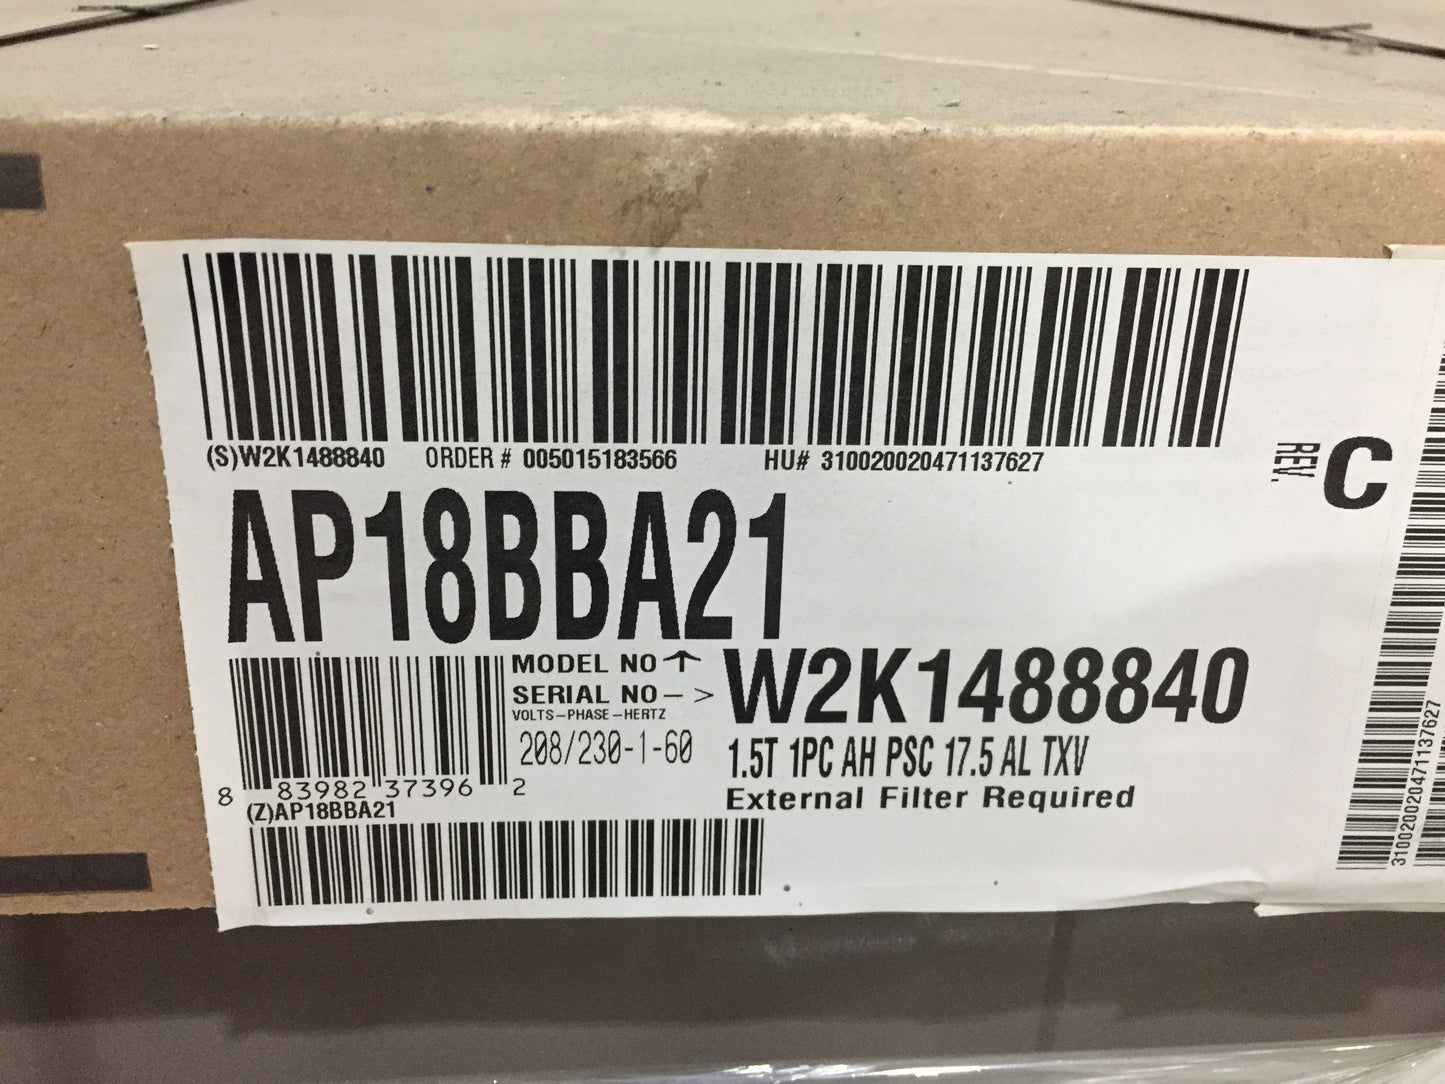 (S)W2K1488840 ORDER # 005015183566 HU# 310020020471137627
REV. C
AP18BBA21
MODEL NO ↑
SERIAL NO -> W2K1488840
VOLTS-PHASE-HERTZ
208/230-1-60
1.5T 1PC AH PSC 17.5 AL TXV
External Filter Required
8 83982 37396 2
(Z)AP18BBA21
310020020471137627